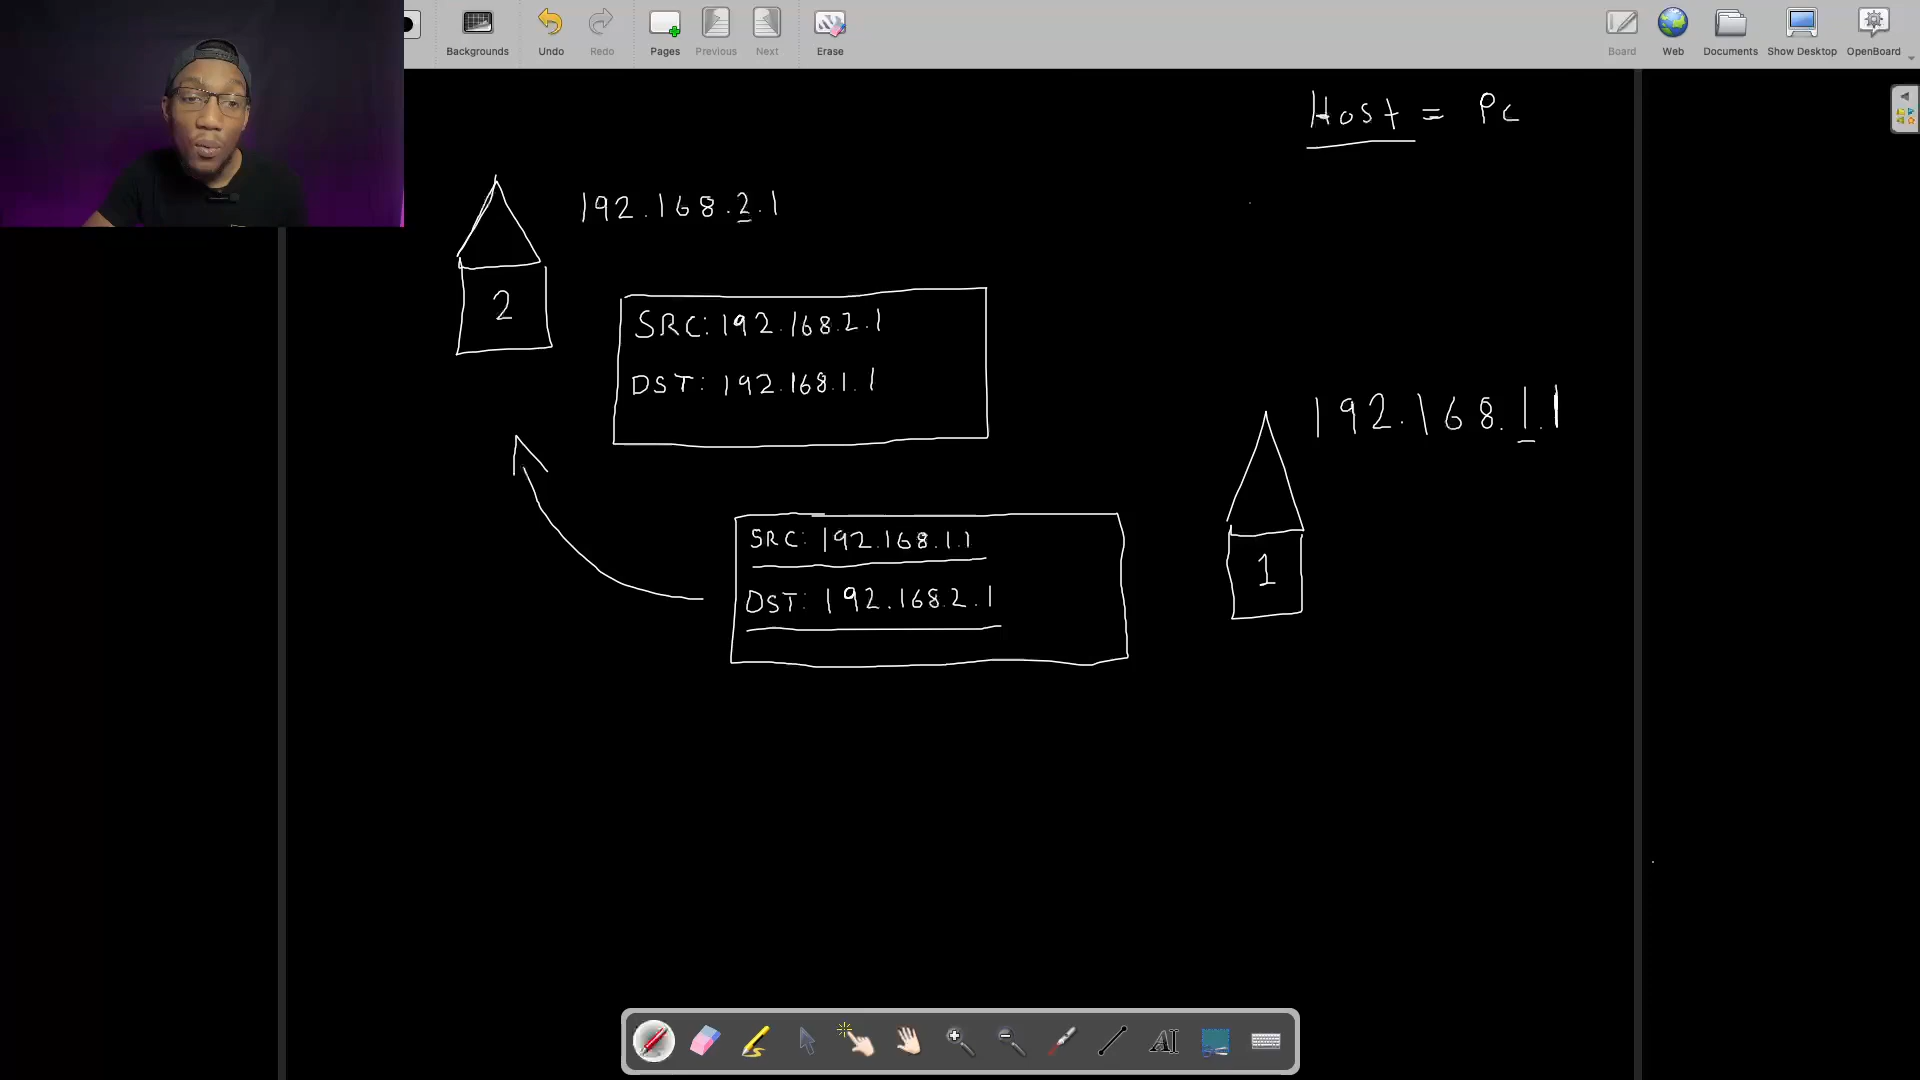 Backgrounds
Undo
Redo
Pages
Previous
Next
Erase
Board
Web
Documents
Show Desktop
OpenBoard
Host = Pc
192.168.2.1
2
SRC: 192.168.2.1
DST: 192.168.1.1
192.168.1.1
1
SRC: 192.168.1.1
DST: 192.168.2.1
AI